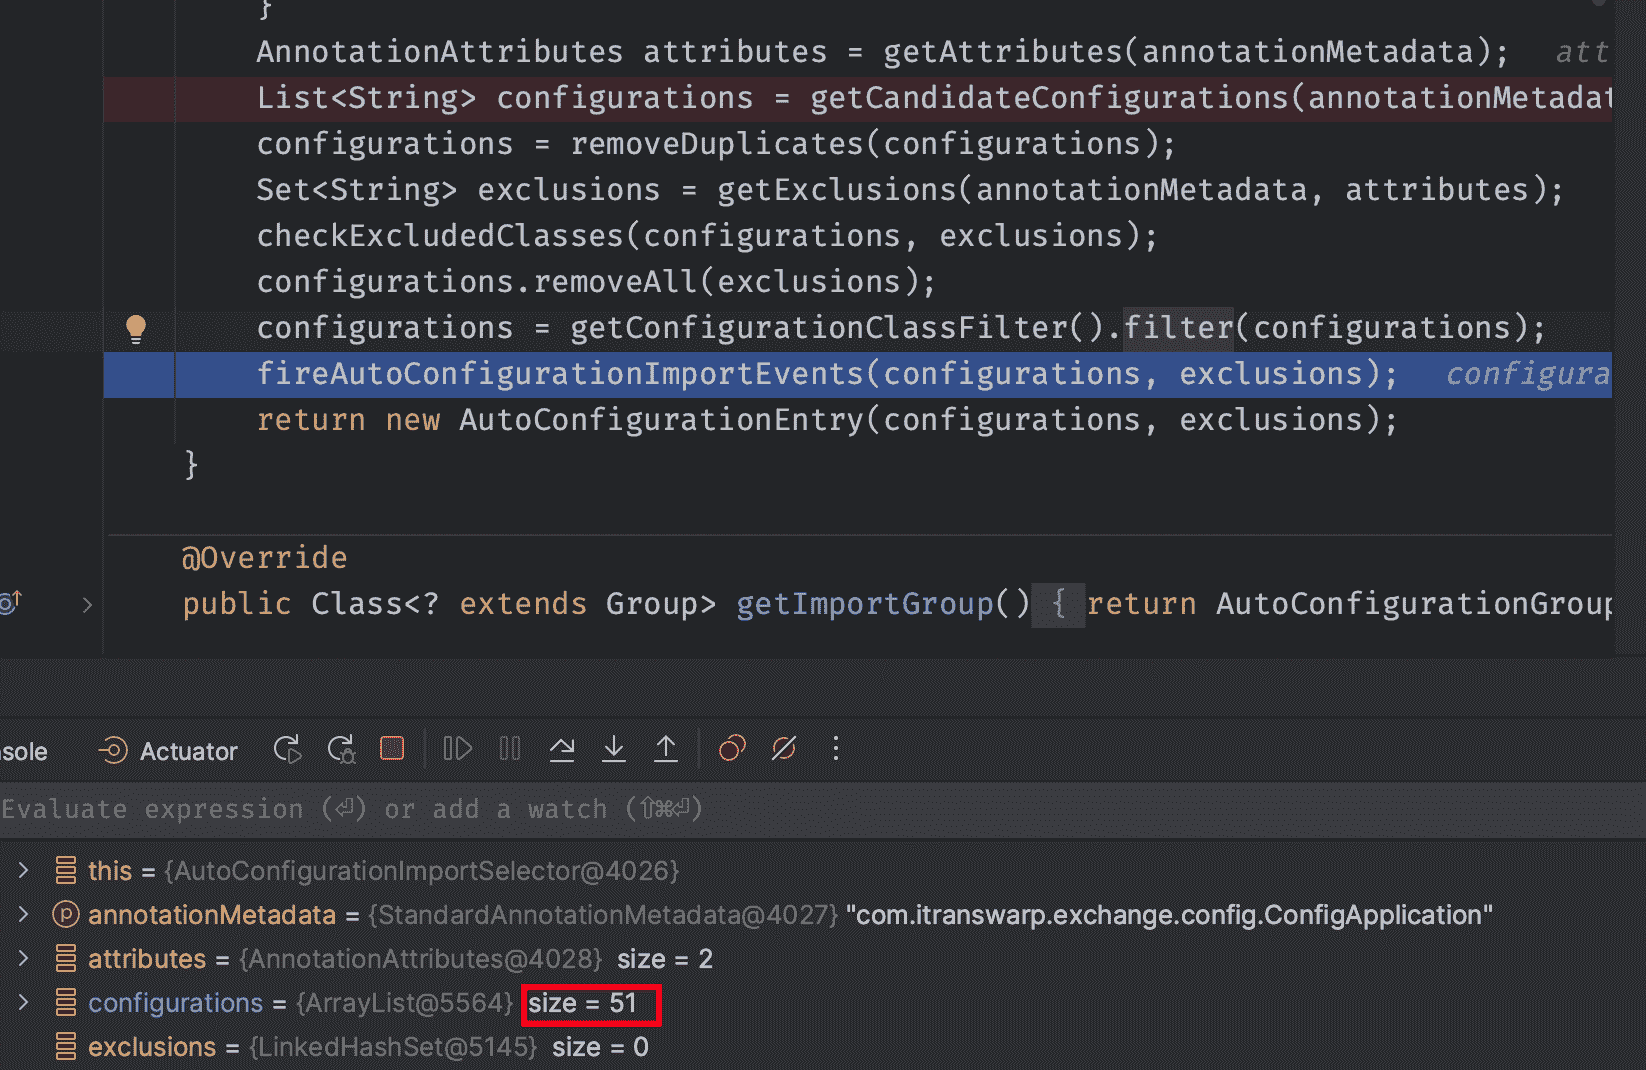 }
AnnotationAttributes attributes = getAttributes(annotationMetadata); att
List<String> configurations = getCandidateConfigurations(annotationMetadat
configurations = removeDuplicates(configurations);
Set<String> exclusions = getExclusions(annotationMetadata, attributes);
checkExcludedClasses(configurations, exclusions);
configurations.removeAll(exclusions);
configurations = getConfigurationClassFilter().filter(configurations);
fireAutoConfigurationImportEvents(configurations, exclusions); configura
return new AutoConfigurationEntry(configurations, exclusions);
}
@Override
public Class<? extends Group> getImportGroup() { return AutoConfigurationGroup
sole Actuator
Evaluate expression (⏎) or add a watch (⇧⌘⏎)
this = {AutoConfigurationImportSelector@4026}
annotationMetadata = {StandardAnnotationMetadata@4027} "com.itranswarp.exchange.config.ConfigApplication"
attributes = {AnnotationAttributes@4028} size = 2
configurations = {ArrayList@5564} size = 51
exclusions = {LinkedHashSet@5145} size = 0